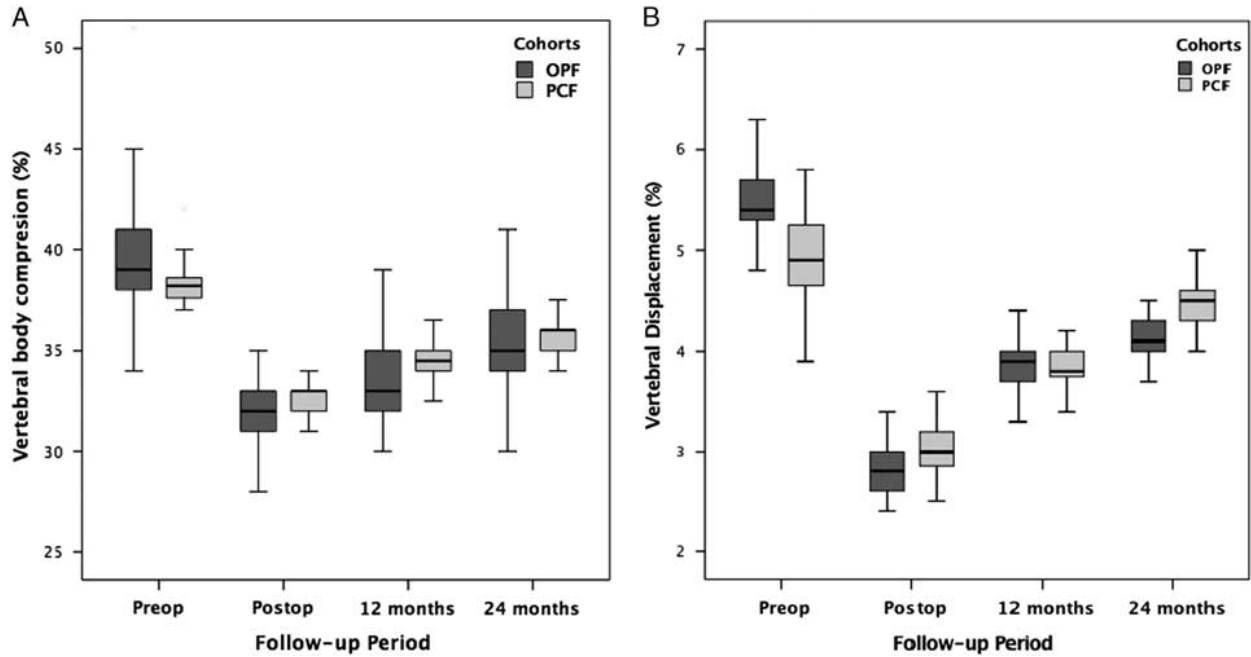 A
Vertebral body compresion (%)
50
45
40
35
30
25
Cohorts
OPF
PCF
Preop
Postop
12 months
24 months
Follow-up Period
B
Vertebral Displacement (%)
7
6
5
4
3
2
Cohorts
OPF
PCF
Preop
Postop
12 months
24 months
Follow-up Period